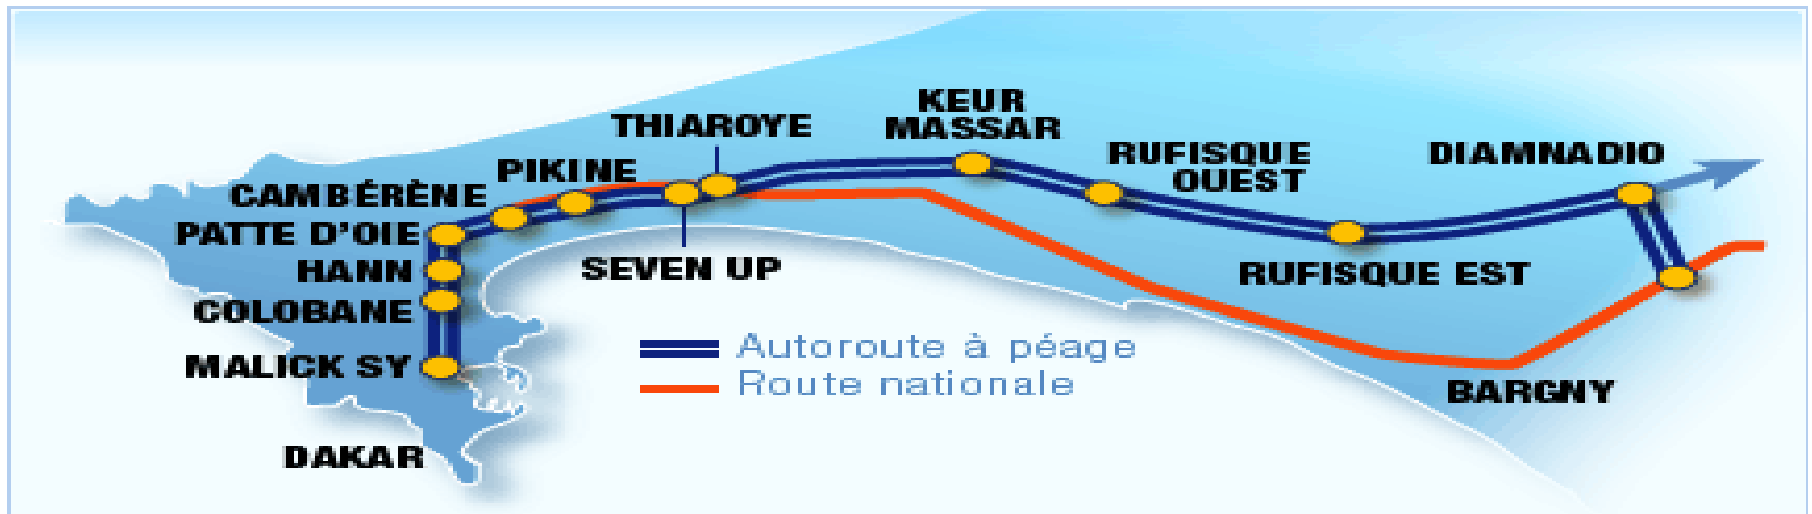 KEUR
MASSAR
THIAROYE
RUFISQUE
OUEST
DIAMNADIO
PIKINE
CAMBÉRÈNE
PATTE D'OIE
HANN
SEVEN UP
RUFISQUE EST
COLOBANE
MALICK SY
Autoroute à péage
Route nationale
BARGNY
DAKAR